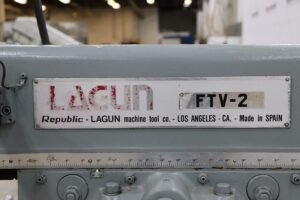 LAGUN FTV-2
Republic - LAGUN machine tool co. - LOS ANGELES - CA. - Made in SPAIN